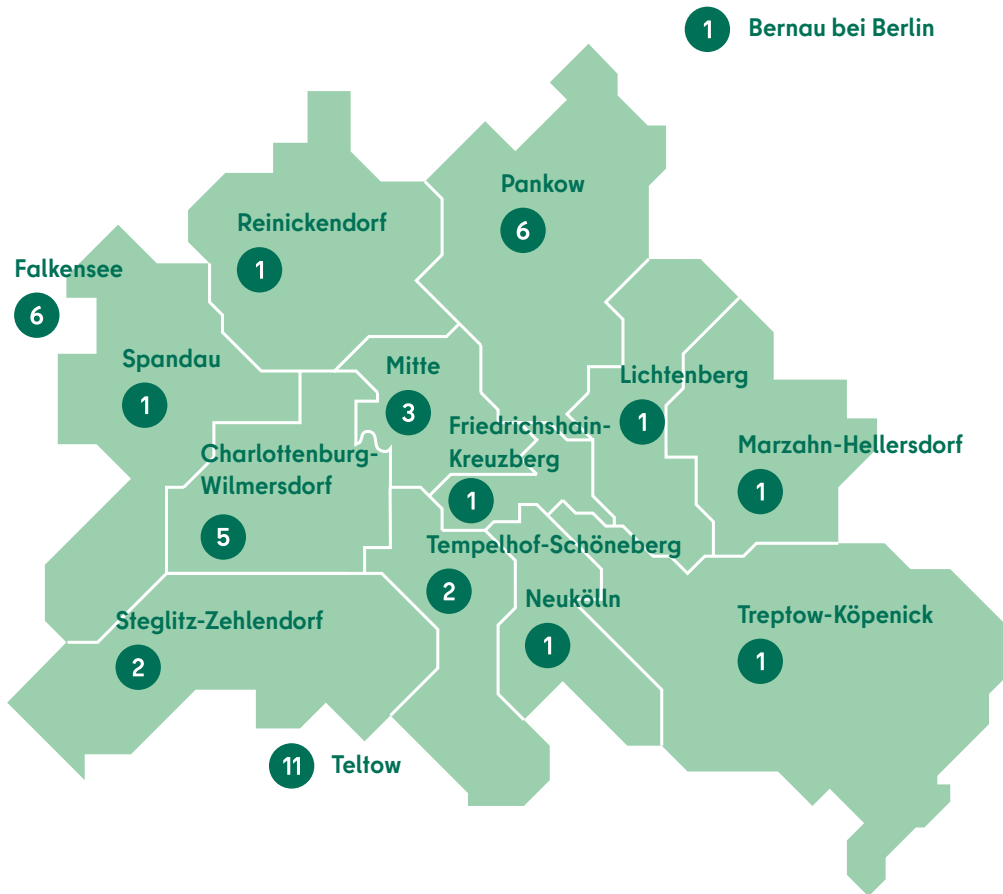 1 Bernau bei Berlin
Pankow
6
Reinickendorf
1
Falkensee
6
Spandau
1
Mitte
3
Lichtenberg
1
Friedrichshain-
Kreuzberg
1
Marzahn-Hellersdorf
1
Charlottenburg-
Wilmersdorf
5
Tempelhof-Schöneberg
2
Neukölln
1
Treptow-Köpenick
1
Steglitz-Zehlendorf
2
11 Teltow